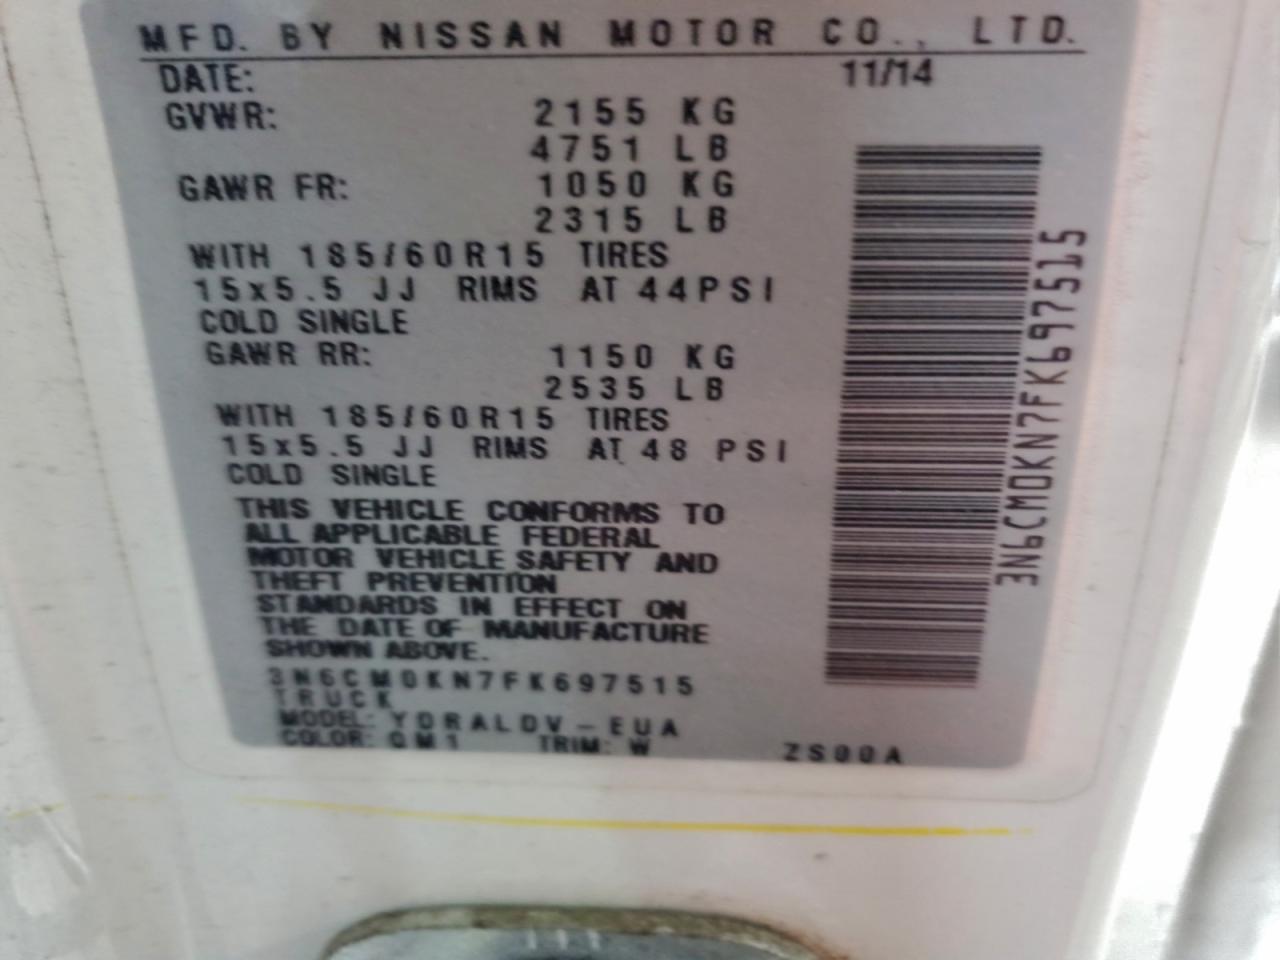 MFD. BY NISSAN MOTOR CO., LTD.
DATE: 11/14
GVWR: 2155 KG
4751 LB
GAWR FR: 1050 KG
2315 LB
WITH 185/60R15 TIRES
15x5.5 JJ RIMS AT 44PSI
COLD SINGLE
GAWR RR: 1150 KG
2535 LB
WITH 185/60R15 TIRES
15x5.5 JJ RIMS AT 48 PSI
COLD SINGLE
THIS VEHICLE CONFORMS TO
ALL APPLICABLE FEDERAL
MOTOR VEHICLE SAFETY AND
THEFT PREVENTION
STANDARDS IN EFFECT ON
THE DATE OF MANUFACTURE
SHOWN ABOVE.
3N6CM0KN7FK697515
TRUCK
MODEL: YDRALDV-EUA
COLOR: QM1 TRIM: W ZS00A
3N6CM0KN7FK697515